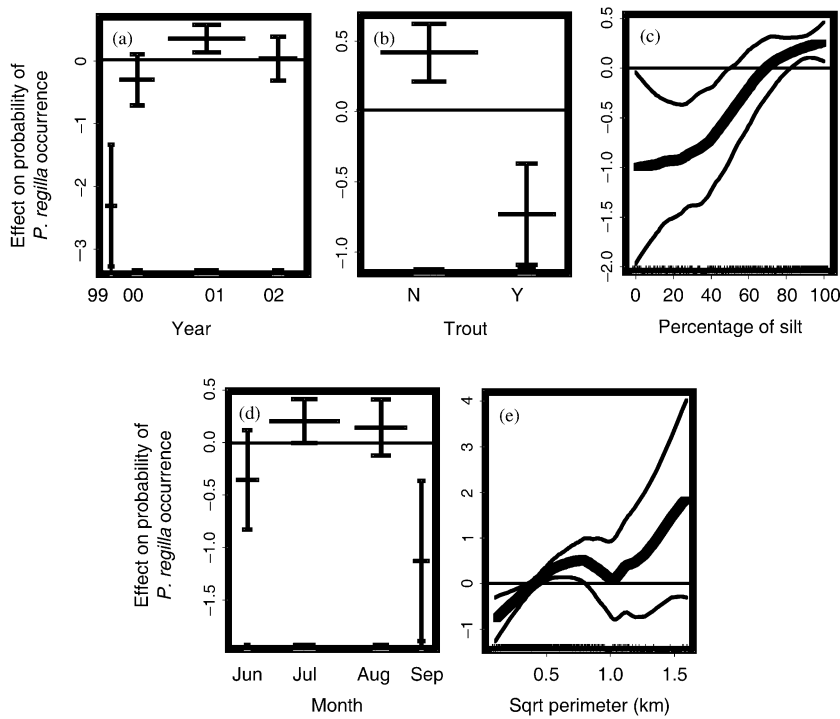 Effect on probability of
P. regilla occurrence
(a)
0
−1
−2
−3
99 00 01 02
Year
(b)
0.5
0.0
−0.5
−1.0
N Y
Trout
(c)
0.5
0.0
−0.5
−1.0
−1.5
−2.0
0 20 40 60 80 100
Percentage of silt
Effect on probability of
P. regilla occurrence
(d)
0.5
0.0
−0.5
−1.0
−1.5
Jun Jul Aug Sep
Month
(e)
4
3
2
1
0
−1
0.5 1.0 1.5
Sqrt perimeter (km)